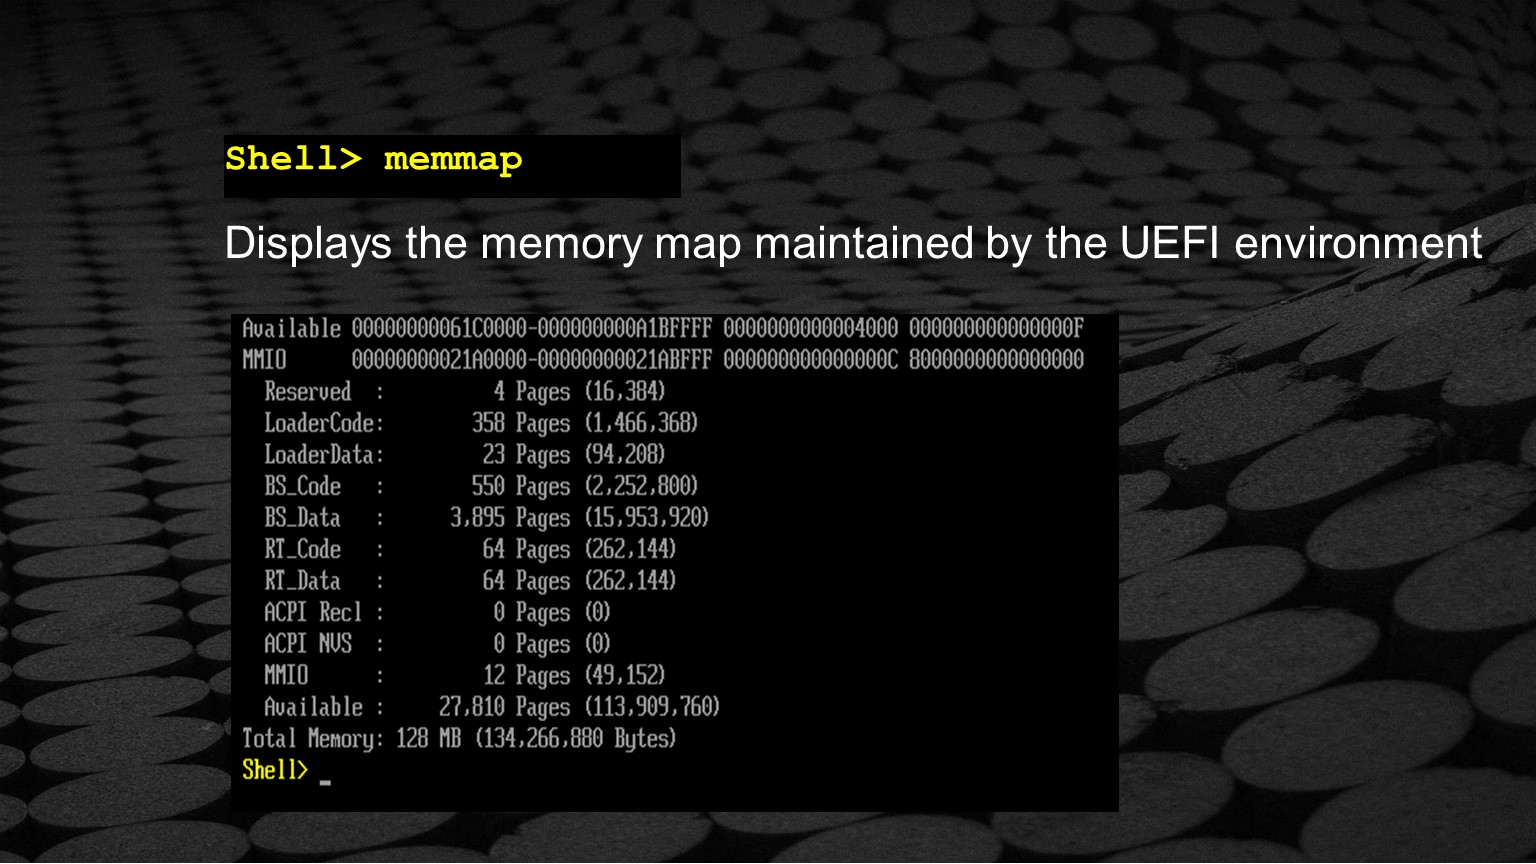 Shell> memmap
Displays the memory map maintained by the UEFI environment
Available 00000000061C0000-000000000A1BFFFF 0000000000004000 000000000000000F
MMIO      00000000021A0000-00000000021ABFFF 000000000000000C 8000000000000000
  Reserved  :          4 Pages (16,384)
  LoaderCode:        358 Pages (1,466,368)
  LoaderData:         23 Pages (94,208)
  BS_Code   :        550 Pages (2,252,800)
  BS_Data   :      3,895 Pages (15,953,920)
  RT_Code   :         64 Pages (262,144)
  RT_Data   :         64 Pages (262,144)
  ACPI Recl :          0 Pages (0)
  ACPI NVS  :          0 Pages (0)
  MMIO      :         12 Pages (49,152)
  Available :     27,810 Pages (113,909,760)
Total Memory: 128 MB (134,266,880 Bytes)
Shell> _